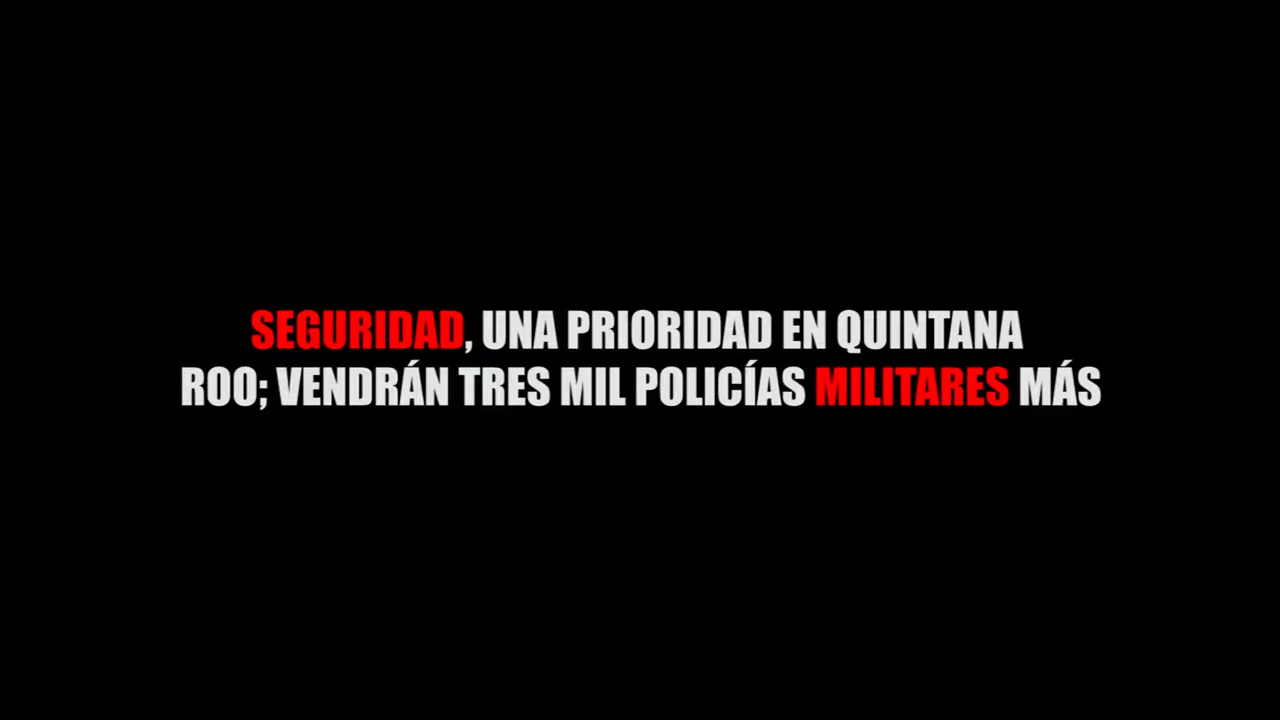 SEGURIDAD, UNA PRIORIDAD EN QUINTANA
ROO; VENDRÁN TRES MIL POLICÍAS MILITARES MÁS